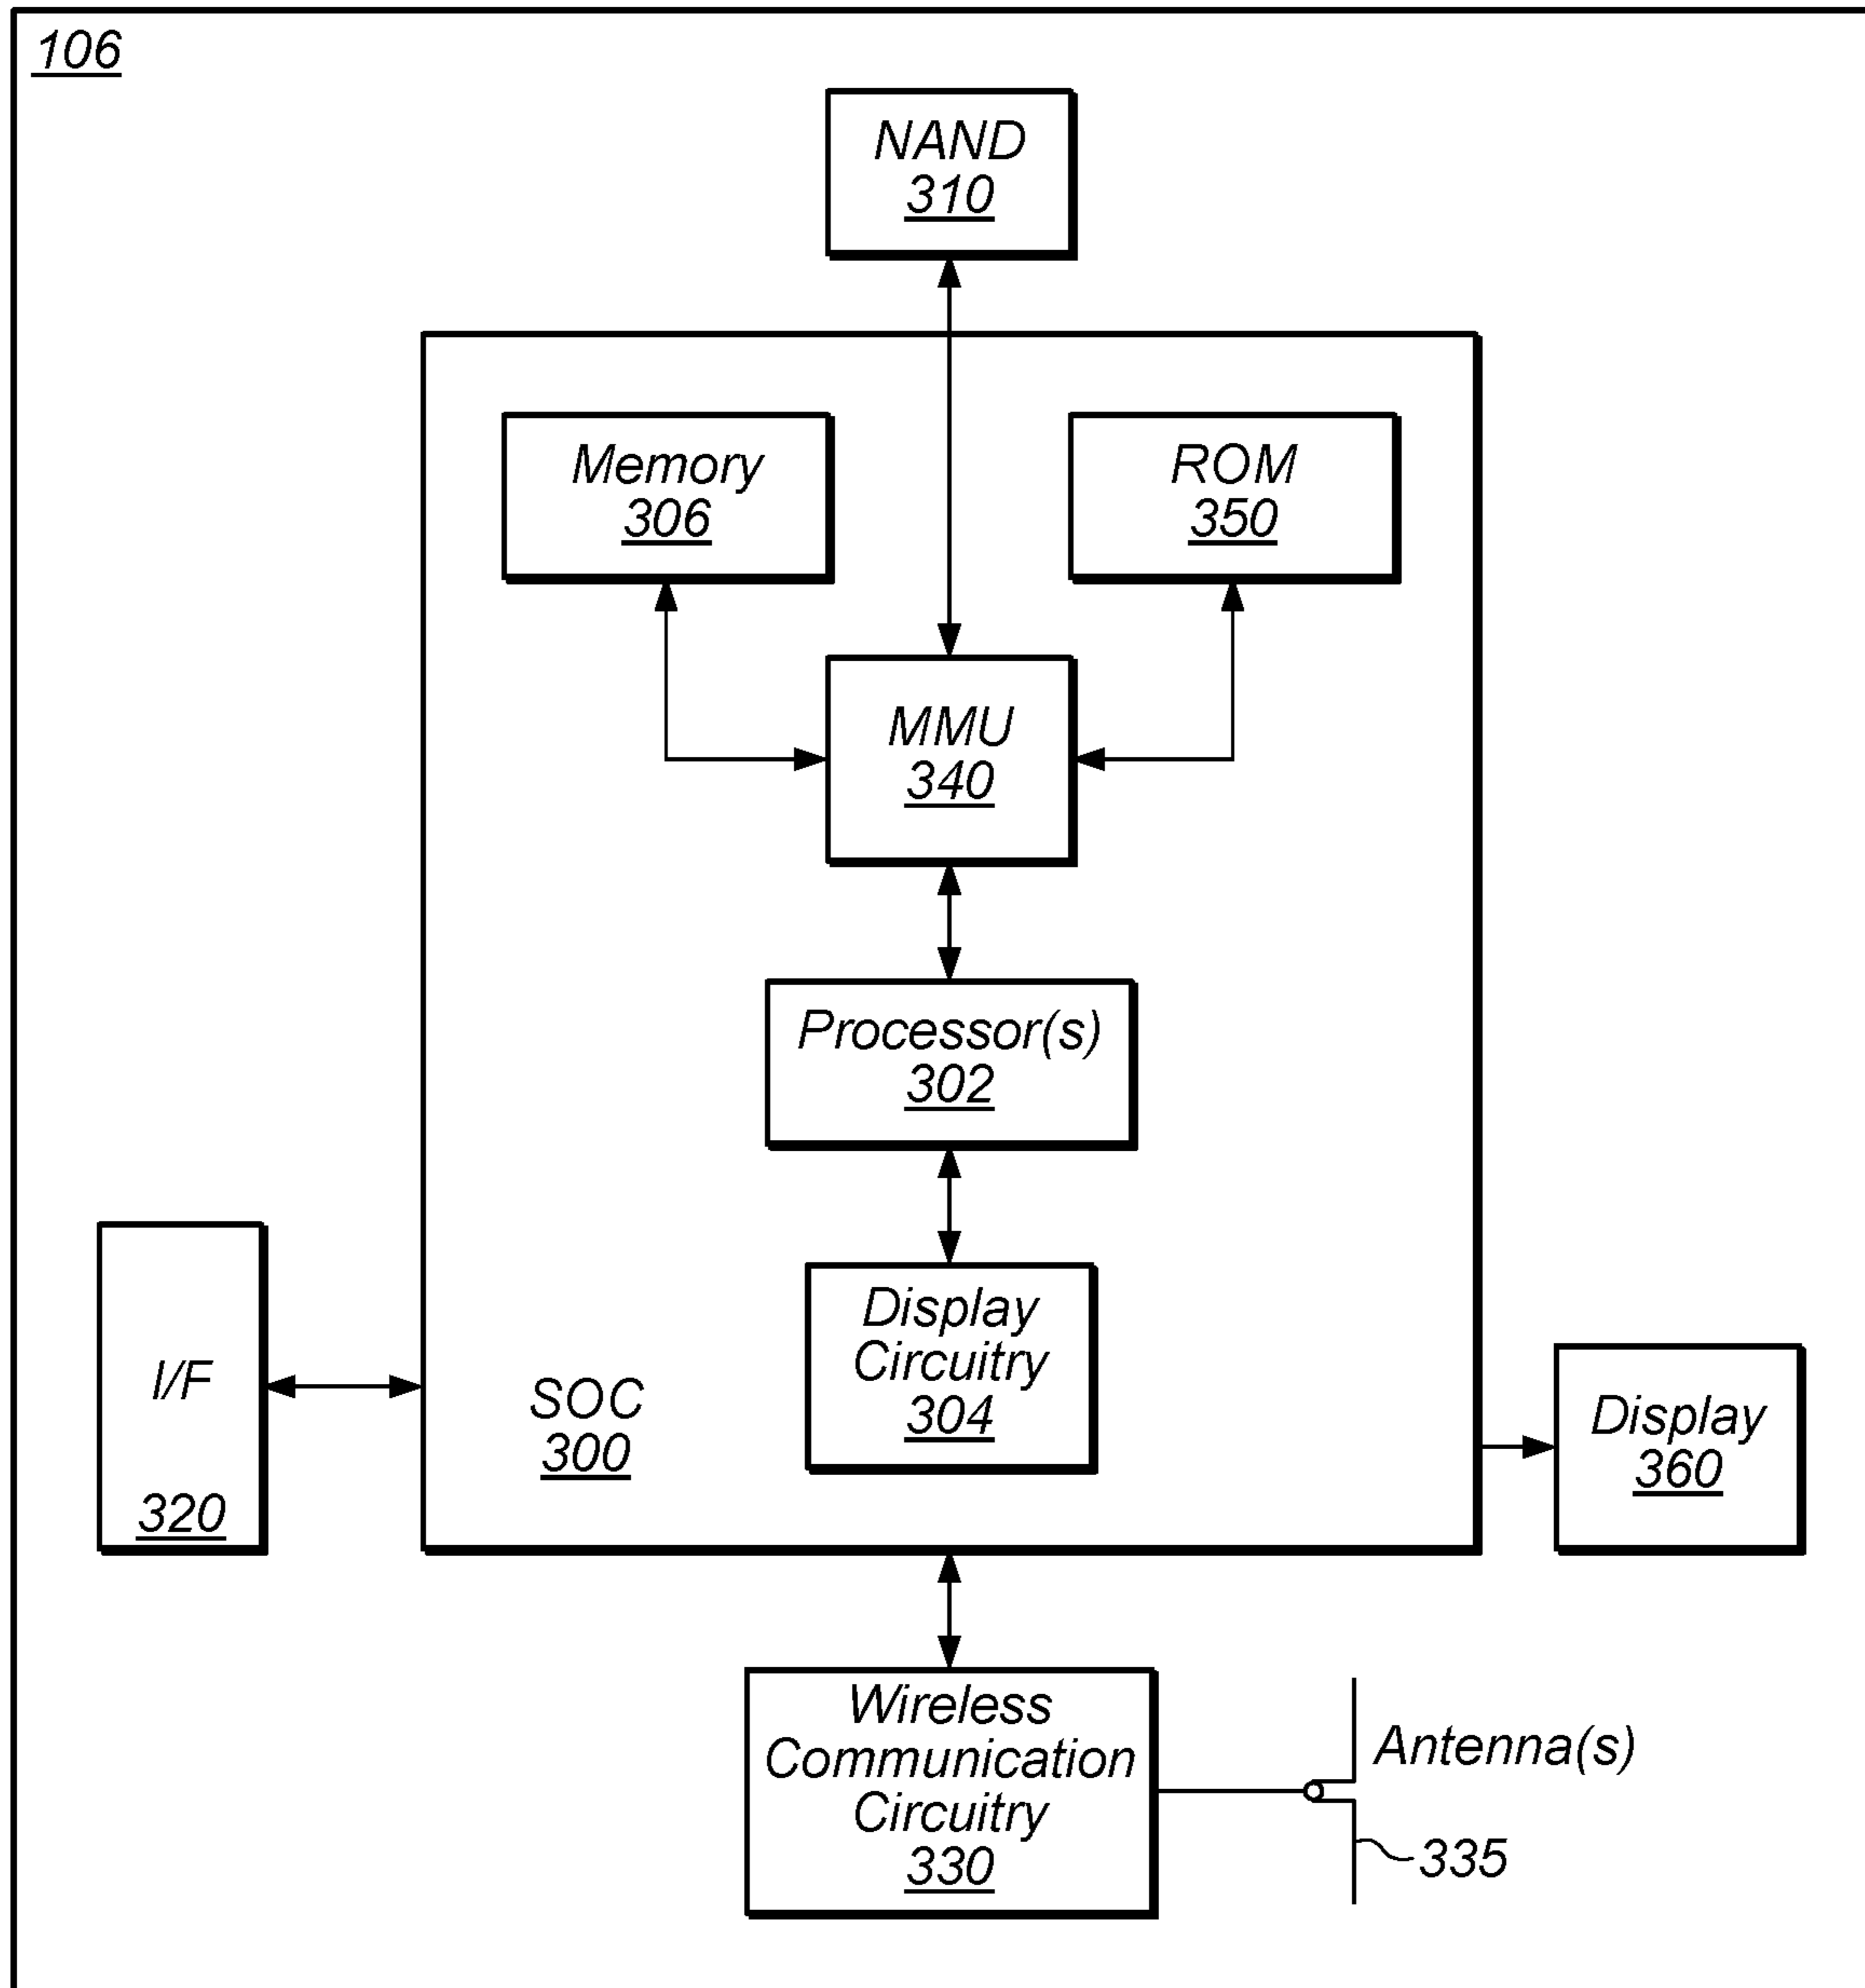 106
NAND
310
Memory
306
ROM
350
MMU
340
Processor(s)
302
Display
Circuitry
304
I/F
320
SOC
300
Display
360
Wireless
Communication
Circuitry
330
Antenna(s)
335